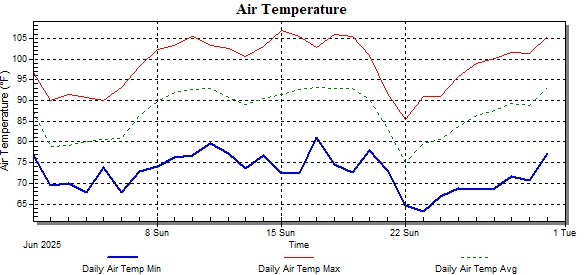 Air Temperature
Air Temperature (°F)
105
100
95
90
85
80
75
70
65
8 Sun
15 Sun
22 Sun
1 Tue
Jun 2025
Time
Daily Air Temp Min
Daily Air Temp Max
Daily Air Temp Avg